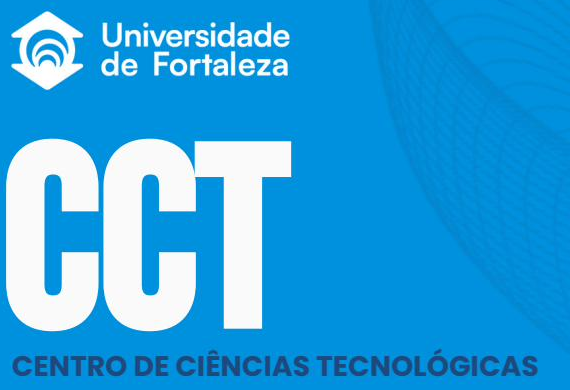 Universidade
de Fortaleza
CCT
CENTRO DE CIÊNCIAS TECNOLÓGICAS